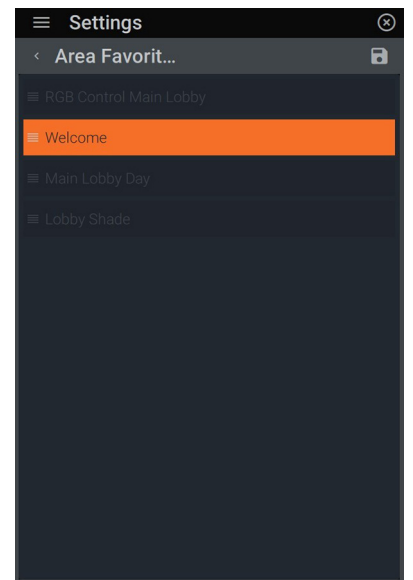 Settings
Area Favorit...
RGB Control Main Lobby
Welcome
Main Lobby Day
Lobby Shade